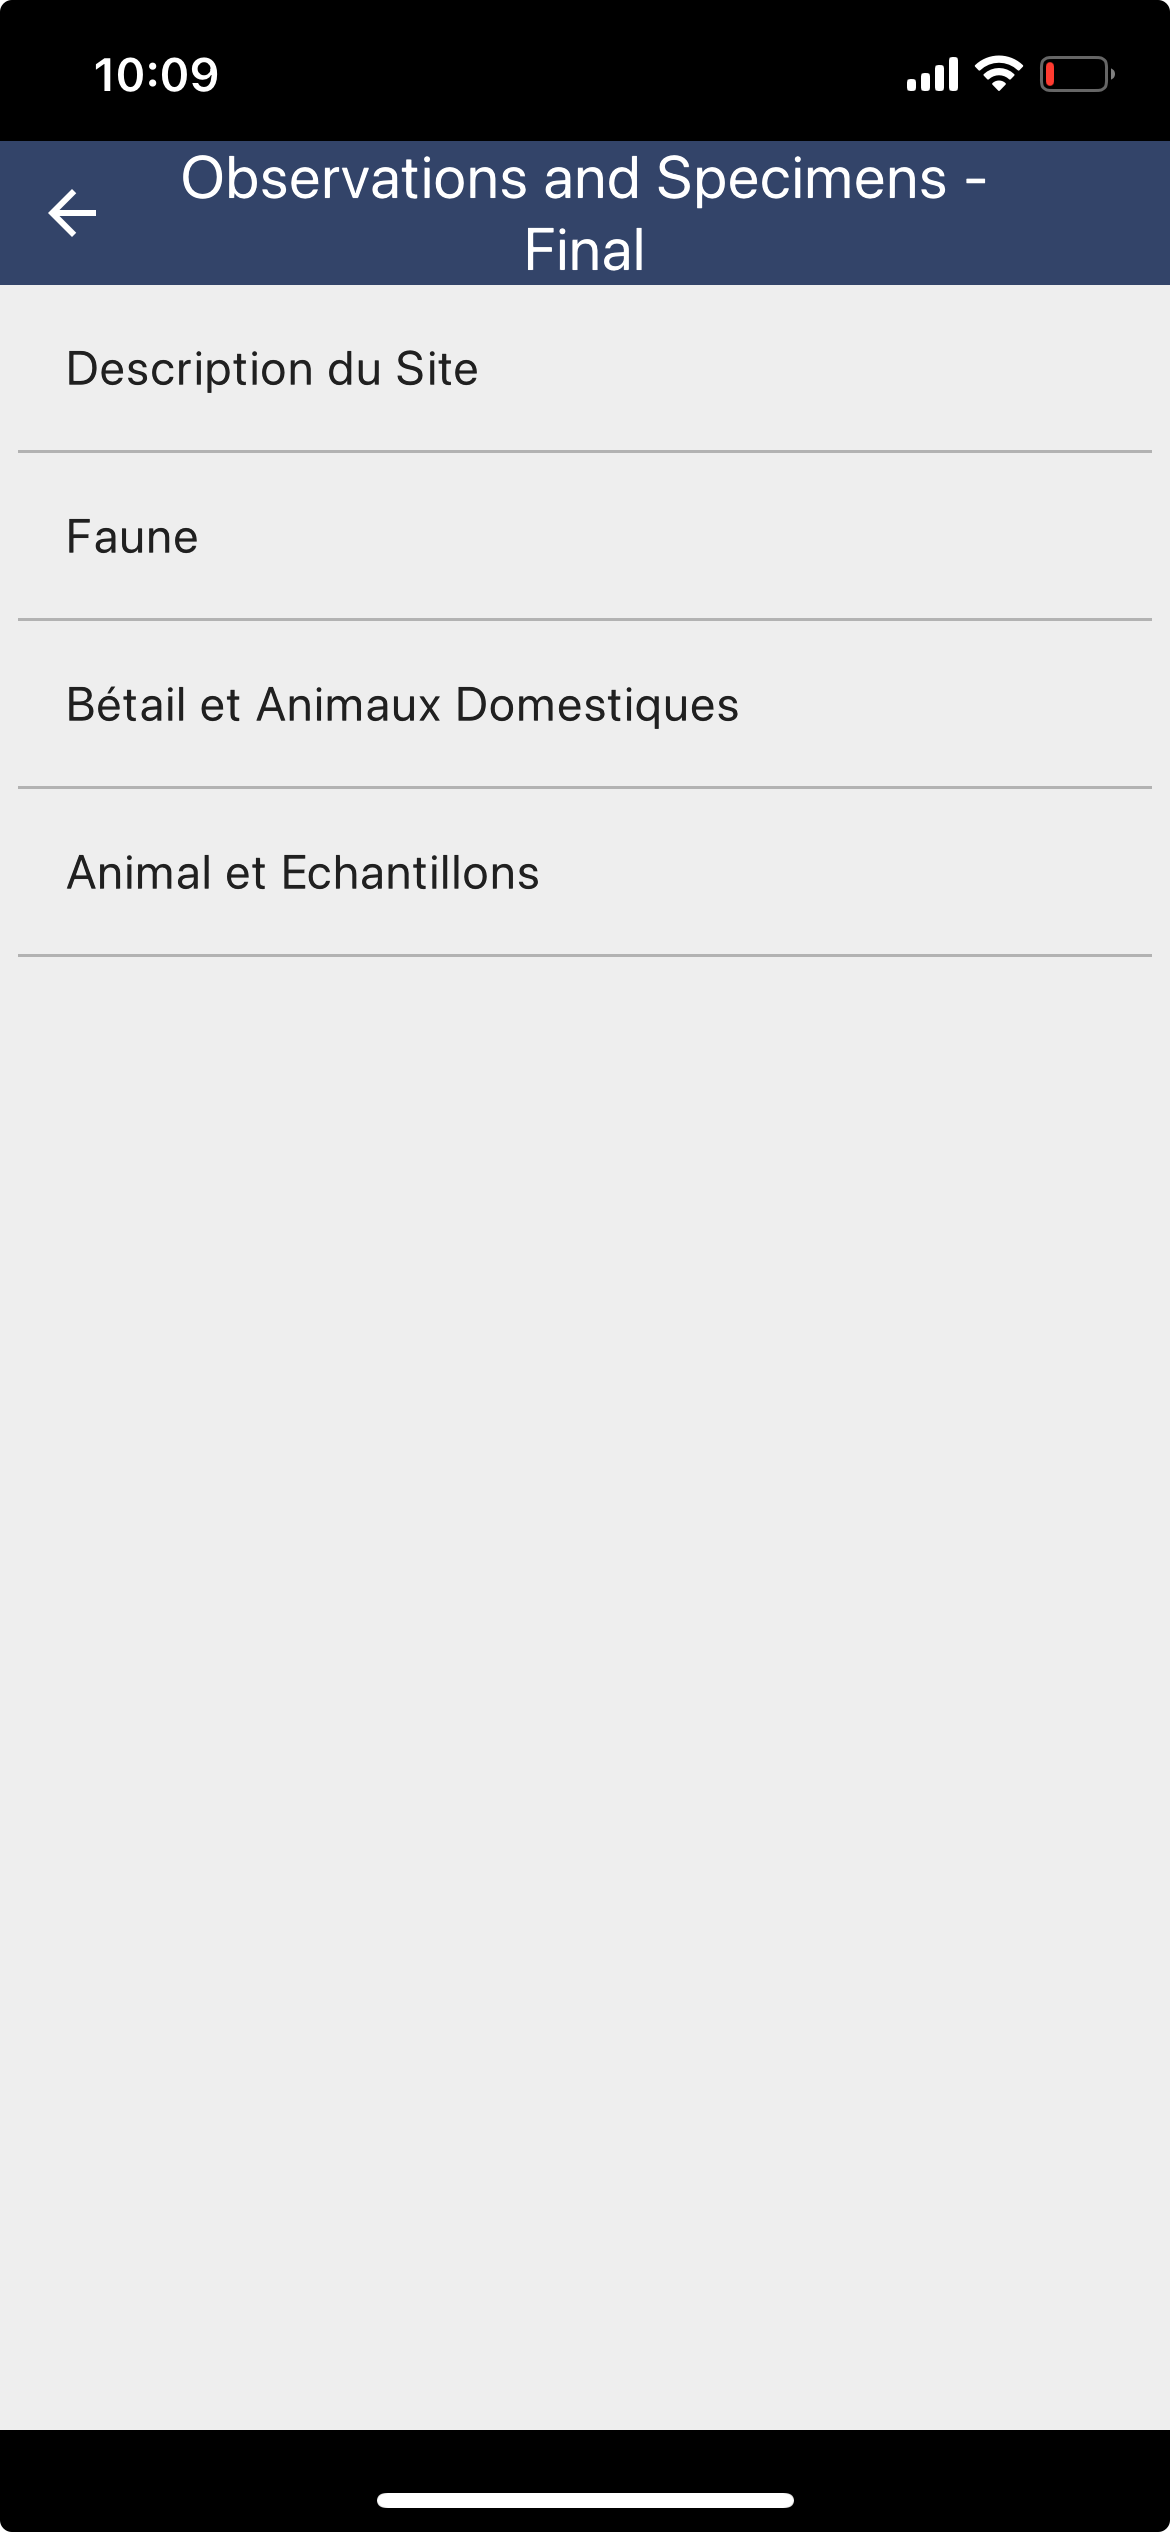 10:09
Observations and Specimens -
Final
Description du Site
Faune
Bétail et Animaux Domestiques
Animal et Echantillons